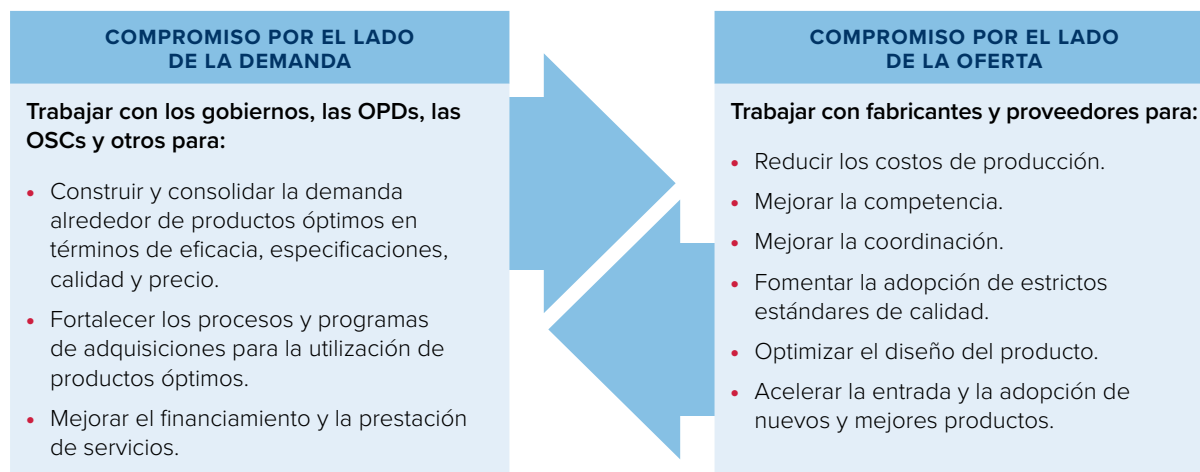 COMPROMISO POR EL LADO
DE LA DEMANDA
Trabajar con los gobiernos, las OPDs, las
OSCs y otros para:
• Construir y consolidar la demanda
alrededor de productos óptimos en
términos de eficacia, especificaciones,
calidad y precio.
• Fortalecer los procesos y programas
de adquisiciones para la utilización de
productos óptimos.
• Mejorar el financiamiento y la prestación
de servicios.
COMPROMISO POR EL LADO
DE LA OFERTA
Trabajar con fabricantes y proveedores para:
• Reducir los costos de producción.
• Mejorar la competencia.
• Mejorar la coordinación.
• Fomentar la adopción de estrictos
estándares de calidad.
• Optimizar el diseño del producto.
• Acelerar la entrada y la adopción de
nuevos y mejores productos.